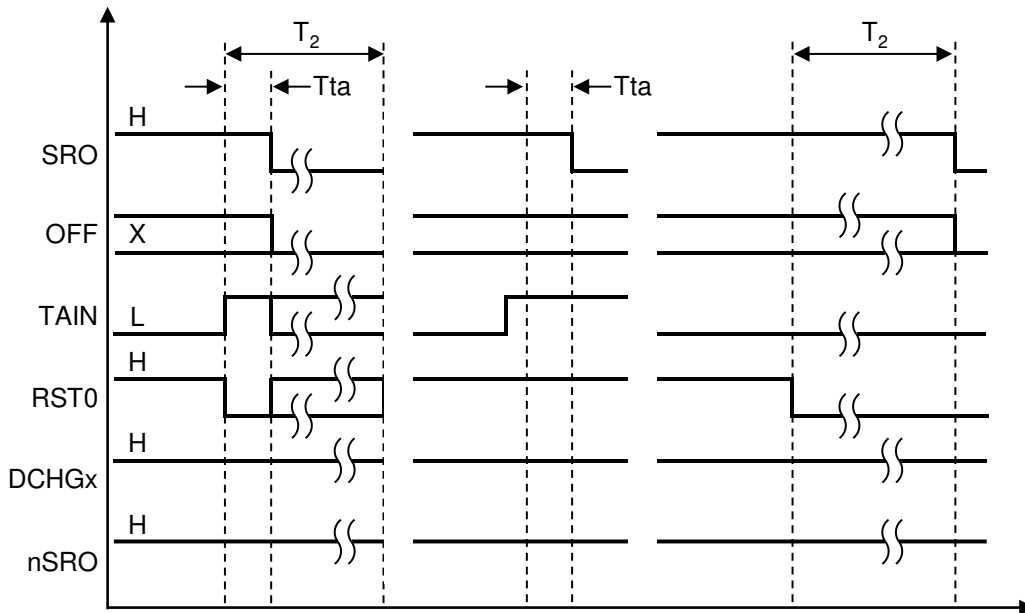 T2 T2
Tta Tta
H
SRO
OFF X
TAIN L
H
RST0
H
DCHGx
H
nSRO